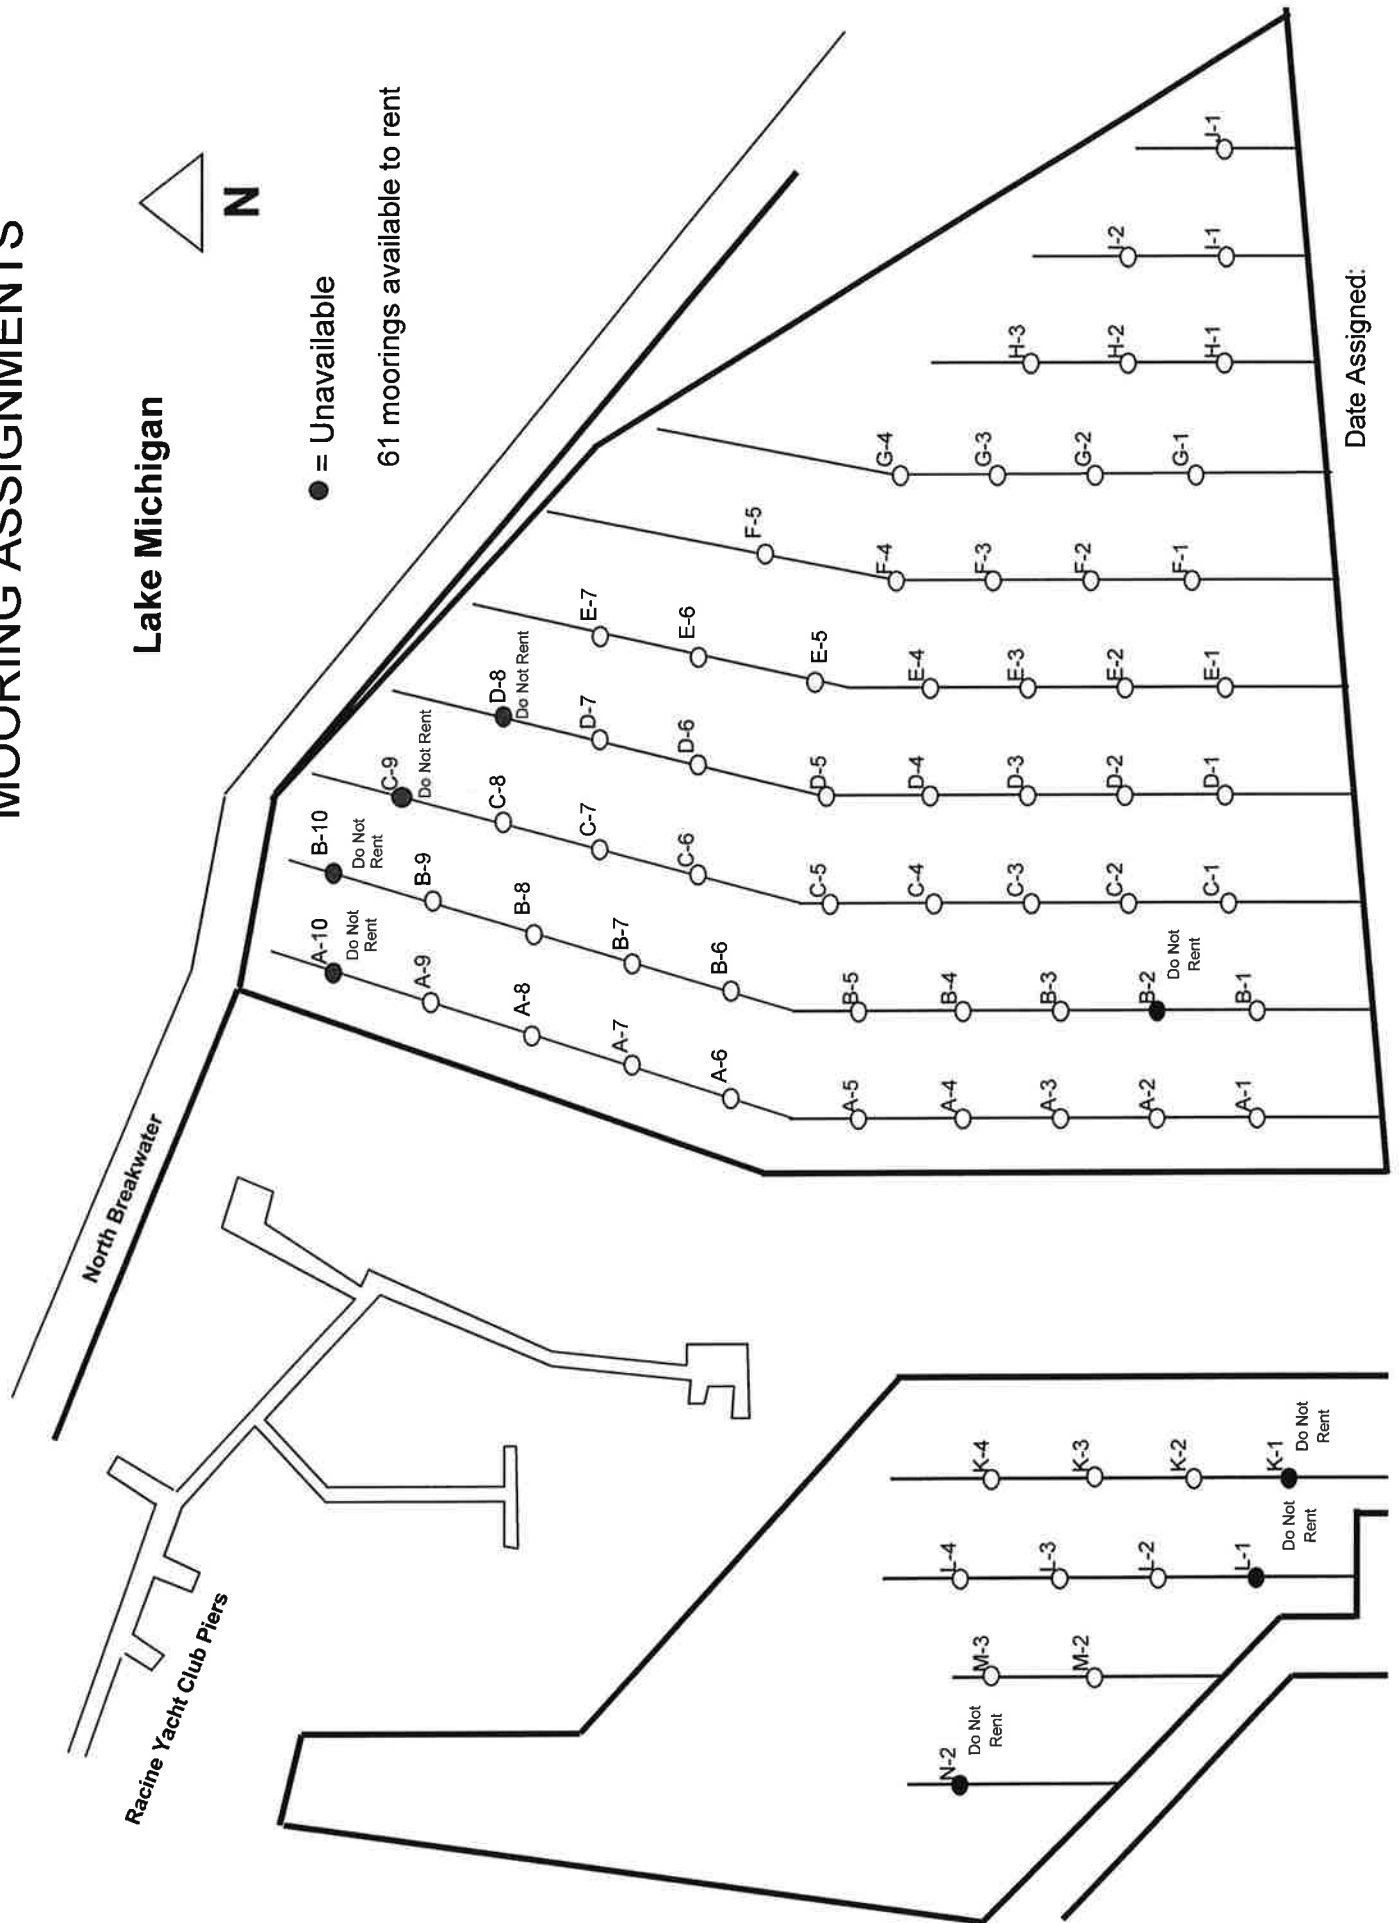 MOORING ASSIGNMENTS
Lake Michigan
N
= Unavailable
61 moorings available to rent
North Breakwater
Racine Yacht Club Piers
A-10
Do Not
Rent
A-9
A-8
A-7
A-6
A-5
A-4
A-3
A-2
A-1
B-10
Do Not
Rent
B-9
B-8
B-7
B-6
B-5
B-4
B-3
B-2
Do Not
Rent
B-1
C-9
Do Not Rent
C-8
C-7
C-6
C-5
C-4
C-3
C-2
C-1
D-8
Do Not Rent
D-7
D-6
D-5
D-4
D-3
D-2
D-1
E-7
E-6
E-5
E-4
E-3
E-2
E-1
F-5
F-4
F-3
F-2
F-1
G-4
G-3
G-2
G-1
H-3
H-2
H-1
I-2
I-1
J-1
N-2
Do Not
Rent
M-3
M-2
L-4
L-3
L-2
L-1
Do Not
Rent
K-4
K-3
K-2
K-1
Do Not
Rent
Date Assigned: